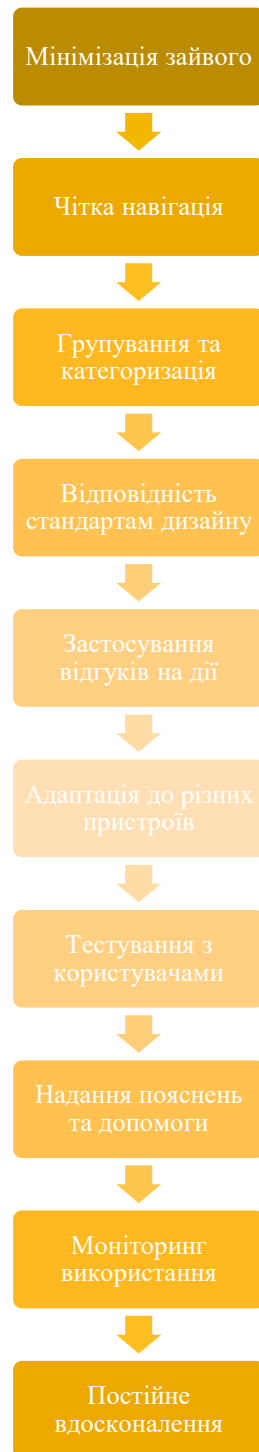 Мінімізація зайвого
Чітка навігація
Групування та
категоризація
Відповідність
стандартам дизайну
Застосування
відгуків на дії
Адаптація до різних
пристроїв
Тестування з
користувачами
Надання пояснень
та допомоги
Моніторинг
використання
Постійне
вдосконалення